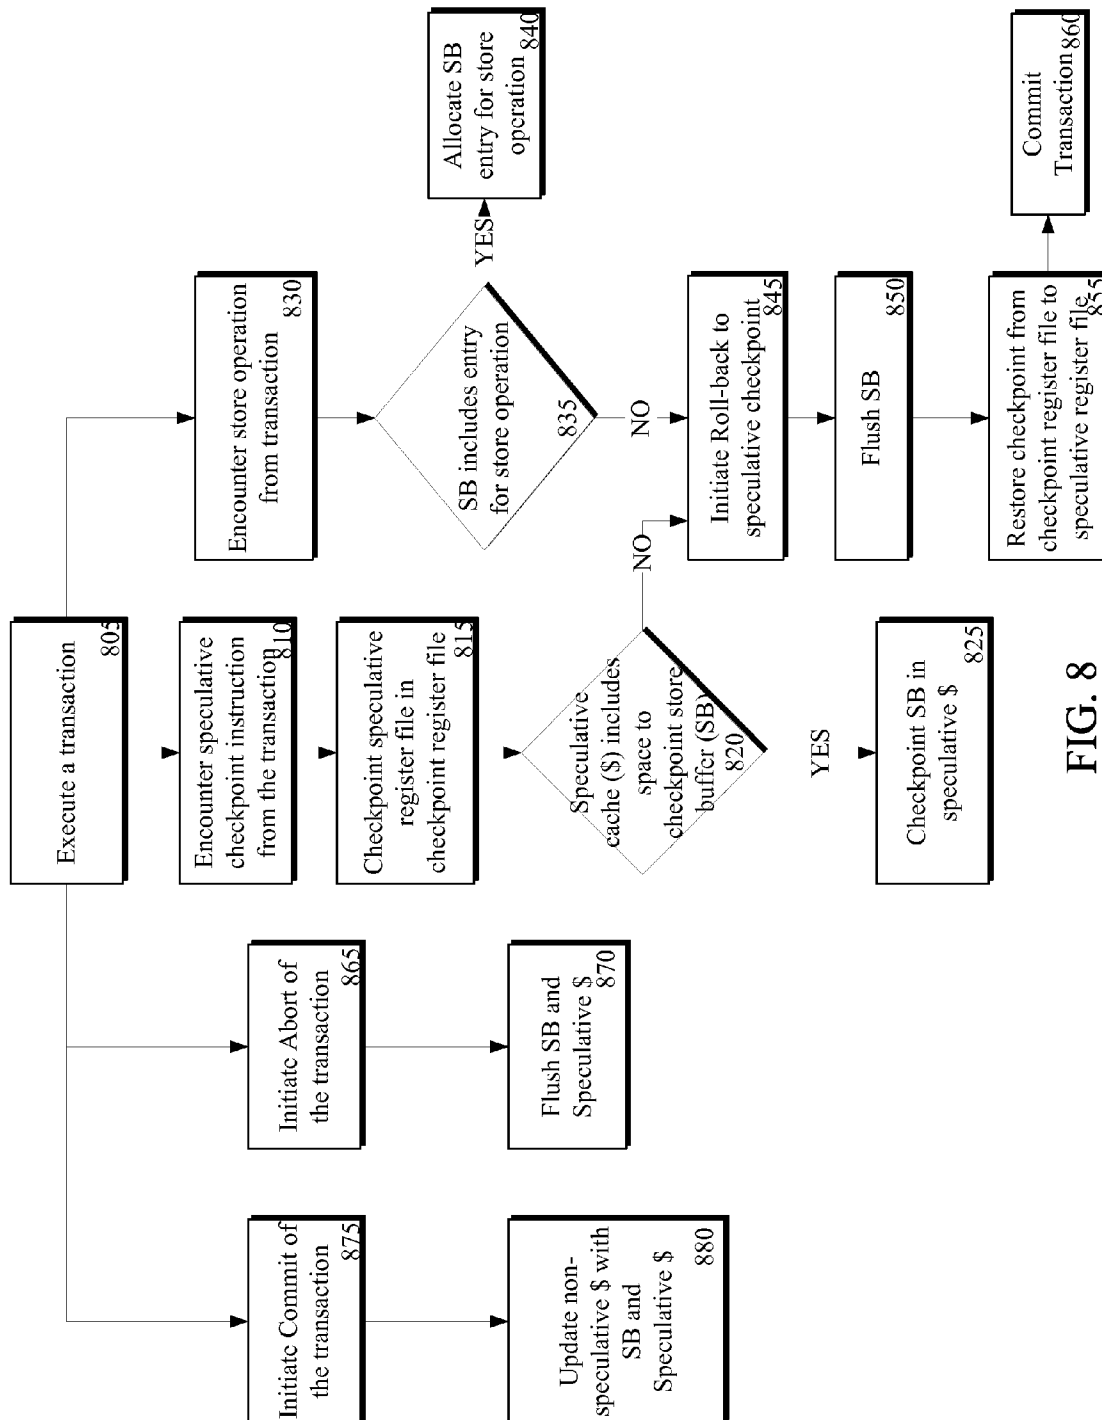 Execute a transaction
805
Initiate Commit of
the transaction
875
Update non-
speculative $ with
SB and
Speculative $
880
Initiate Abort of
the transaction
865
Flush SB and
Speculative $
870
Encounter speculative
checkpoint instruction
from the transaction
810
Checkpoint speculative
register file in
checkpoint register file
815
Speculative
cache ($) includes
space to
checkpoint store
buffer (SB)
820
NO
YES
Checkpoint SB in
speculative $
825
Encounter store operation
from transaction
830
SB includes entry
for store operation
835
YES
NO
Allocate SB
entry for store
operation
840
Initiate Roll-back to
speculative checkpoint
845
Flush SB
850
Restore checkpoint from
checkpoint register file to
speculative register file
855
Commit
Transaction
860
FIG. 8